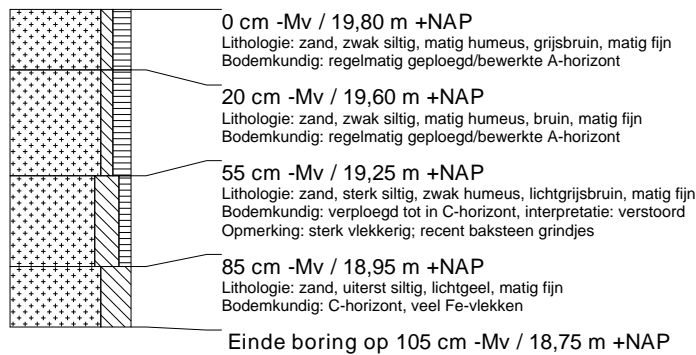 0 cm -Mv / 19,80 m +NAP
Lithologie: zand, zwak siltig, matig humeus, grijsbruin, matig fijn
Bodemkundig: regelmatig geploegd/bewerkte A-horizont
20 cm -Mv / 19,60 m +NAP
Lithologie: zand, zwak siltig, matig humeus, bruin, matig fijn
Bodemkundig: regelmatig geploegd/bewerkte A-horizont
55 cm -Mv / 19,25 m +NAP
Lithologie: zand, sterk siltig, zwak humeus, lichtgrijsbruin, matig fijn
Bodemkundig: verploegd tot in C-horizont, interpretatie: verstoord
Opmerking: sterk vlekkerig; recent baksteen grindjes
85 cm -Mv / 18,95 m +NAP
Lithologie: zand, uiterst siltig, lichtgeel, matig fijn
Bodemkundig: C-horizont, veel Fe-vlekken
Einde boring op 105 cm -Mv / 18,75 m +NAP